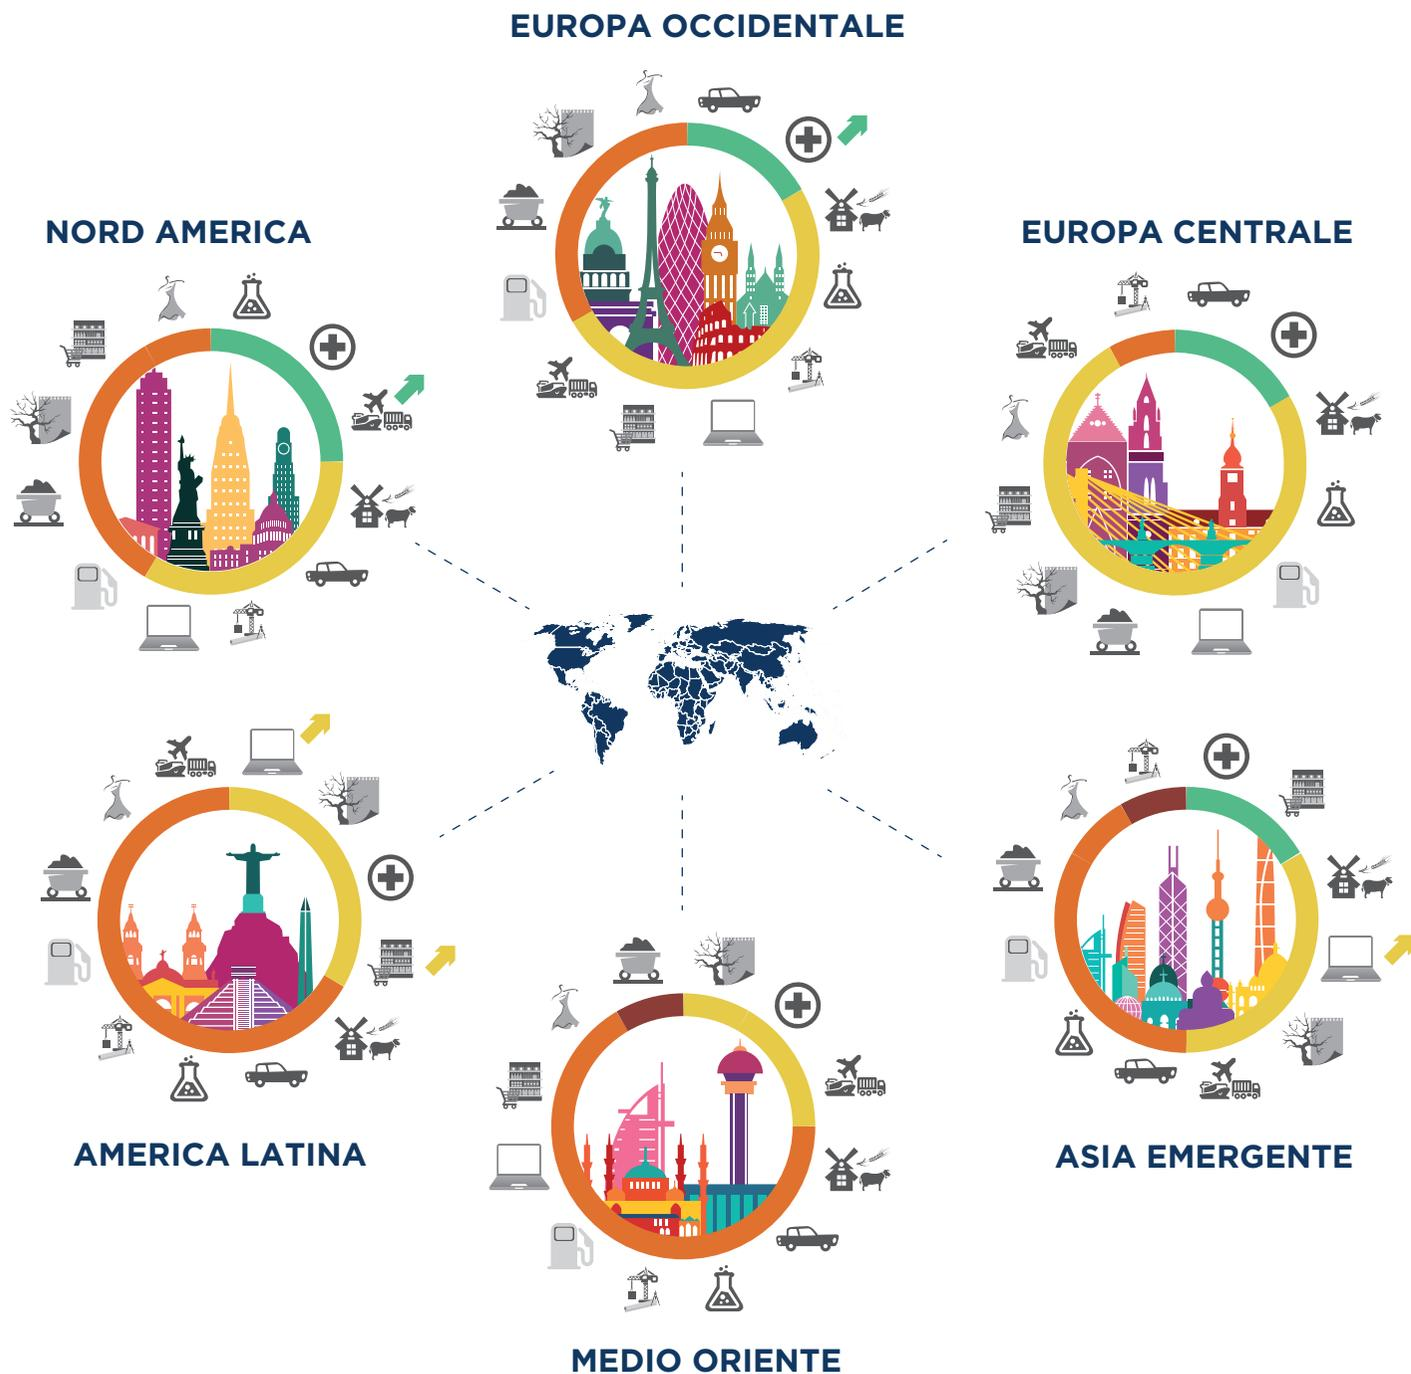 EUROPA OCCIDENTALE
NORD AMERICA
EUROPA CENTRALE
AMERICA LATINA
ASIA EMERGENTE
MEDIO ORIENTE